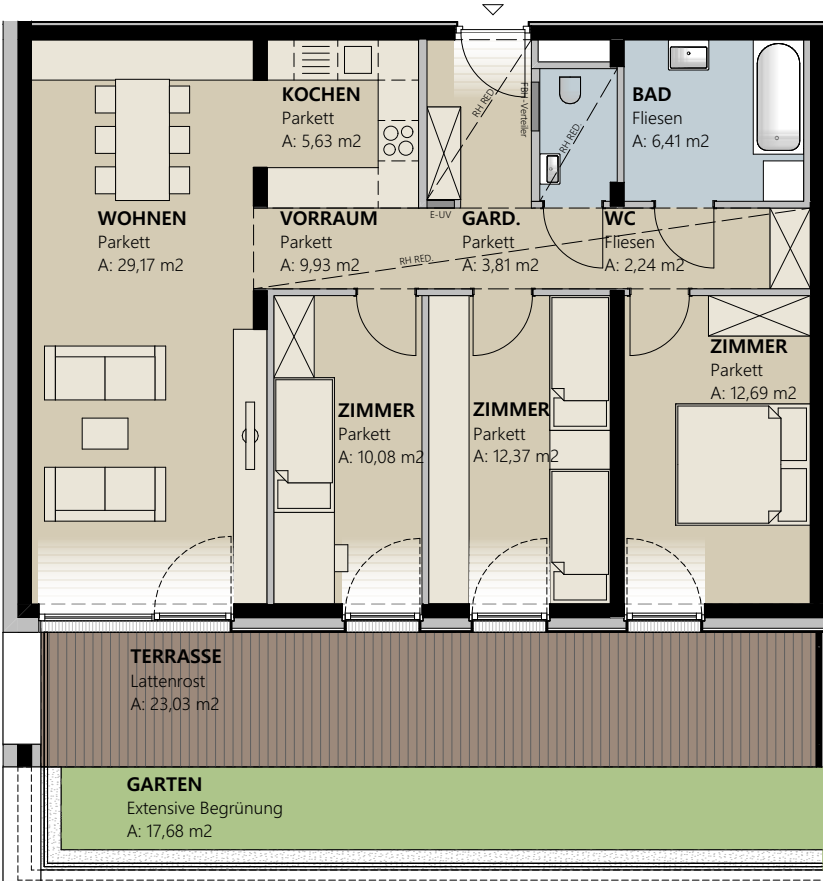 KOCHEN
Parkett
A: 5,63 m2
RH RED.
FBH-Verteiler
RH RED.
BAD
Fliesen
A: 6,41 m2
WOHNEN
Parkett
A: 29,17 m2
VORRAUM
Parkett
A: 9,93 m2
RH RED.
E-UV
GARD.
Parkett
A: 3,81 m2
WC
Fliesen
A: 2,24 m2
ZIMMER
Parkett
A: 10,08 m2
ZIMMER
Parkett
A: 12,37 m2
ZIMMER
Parkett
A: 12,69 m2
TERRASSE
Lattenrost
A: 23,03 m2
GARTEN
Extensive Begrünung
A: 17,68 m2